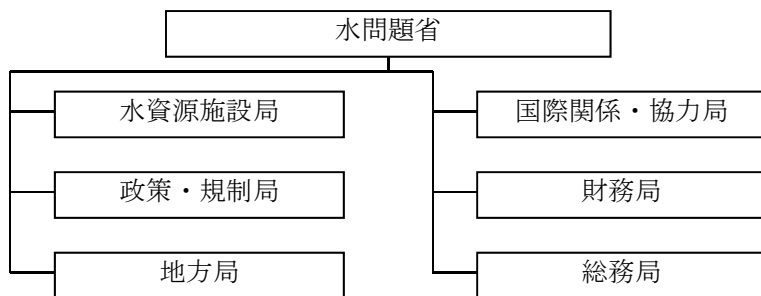 水問題省
水資源施設局
国際関係・協力局
政策・規制局
財務局
地方局
総務局